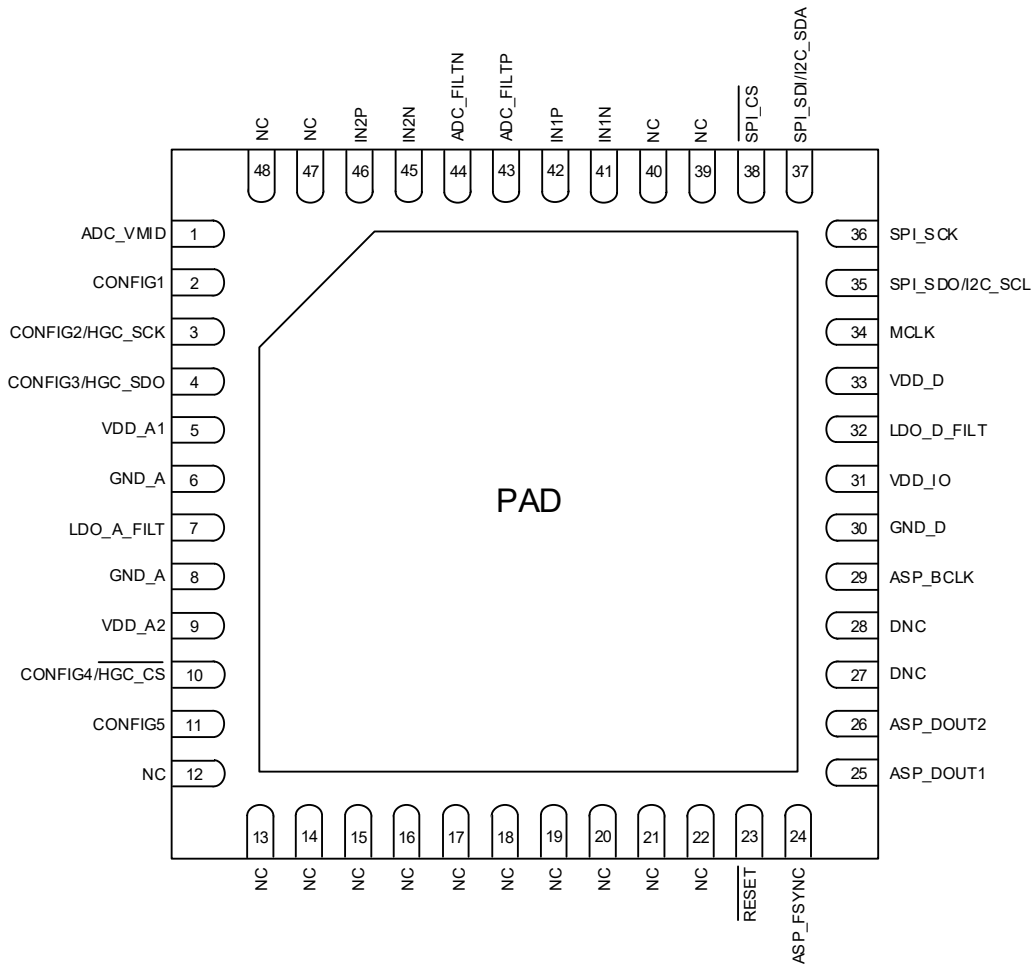 NC
NC
IN2P
IN2N
ADC_FILTN
ADC_FILTP
IN1P
IN1N
NC
NC
SPI_CS
SPI_SDI/I2C_SDA
48
47
46
45
44
43
42
41
40
39
38
37
ADC_VMID 1
CONFIG1 2
CONFIG2/HGC_SCK 3
CONFIG3/HGC_SDO 4
VDD_A1 5
GND_A 6
LDO_A_FILT 7
GND_A 8
VDD_A2 9
CONFIG4/HGC_CS 10
CONFIG5 11
NC 12
PAD
36 SPI_SCK
35 SPI_SDO/I2C_SCL
34 MCLK
33 VDD_D
32 LDO_D_FILT
31 VDD_IO
30 GND_D
29 ASP_BCLK
28 DNC
27 DNC
26 ASP_DOUT2
25 ASP_DOUT1
13
14
15
16
17
18
19
20
21
22
23
24
NC
NC
NC
NC
NC
NC
NC
NC
NC
NC
RESET
ASP_FSYNC